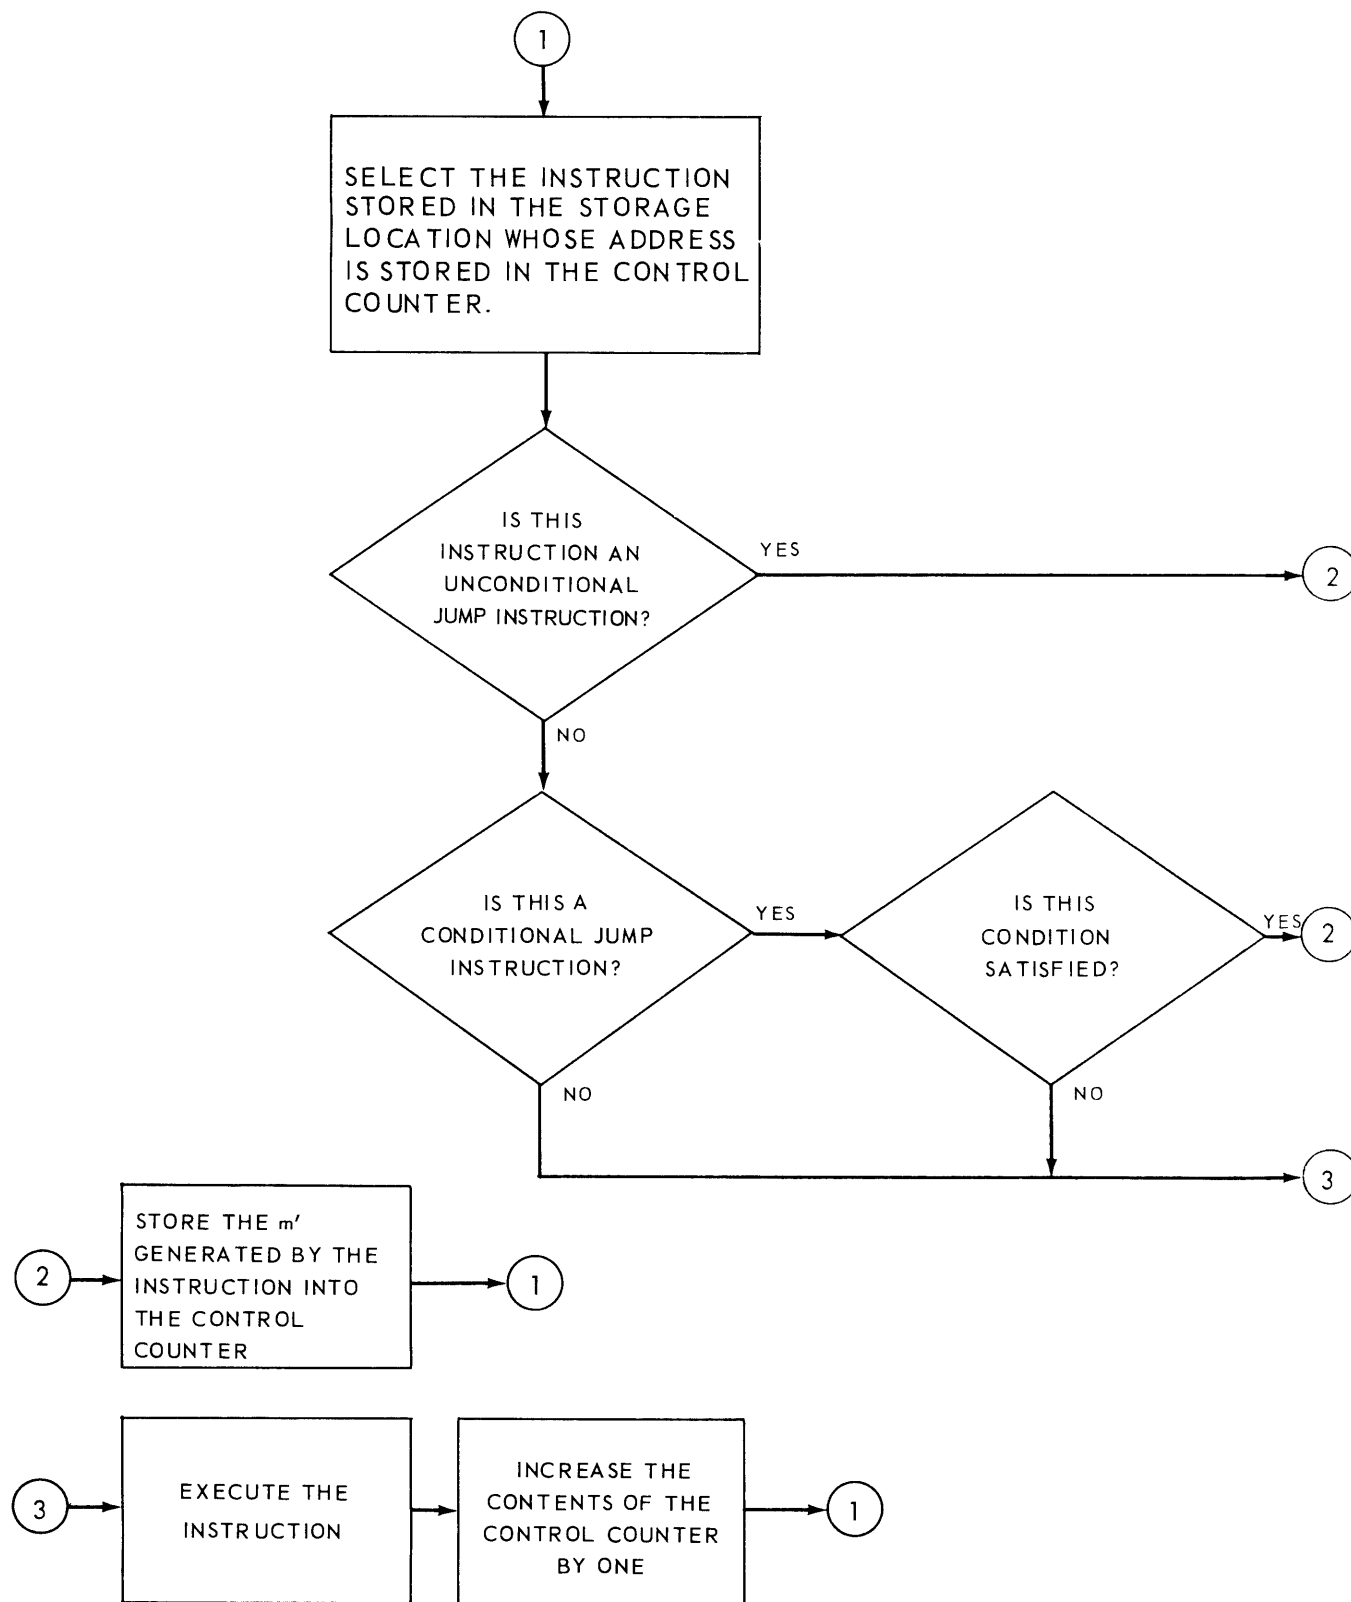 1
SELECT THE INSTRUCTION
STORED IN THE STORAGE
LOCATION WHOSE ADDRESS
IS STORED IN THE CONTROL
COUNTER.
IS THIS
INSTRUCTION AN
UNCONDITIONAL
JUMP INSTRUCTION?
YES
2
NO
IS THIS A
CONDITIONAL JUMP
INSTRUCTION?
YES
IS THIS
CONDITION
SATISFIED?
YES
2
NO
NO
3
2
STORE THE m′
GENERATED BY THE
INSTRUCTION INTO
THE CONTROL
COUNTER
1
3
EXECUTE THE
INSTRUCTION
INCREASE THE
CONTENTS OF THE
CONTROL COUNTER
BY ONE
1